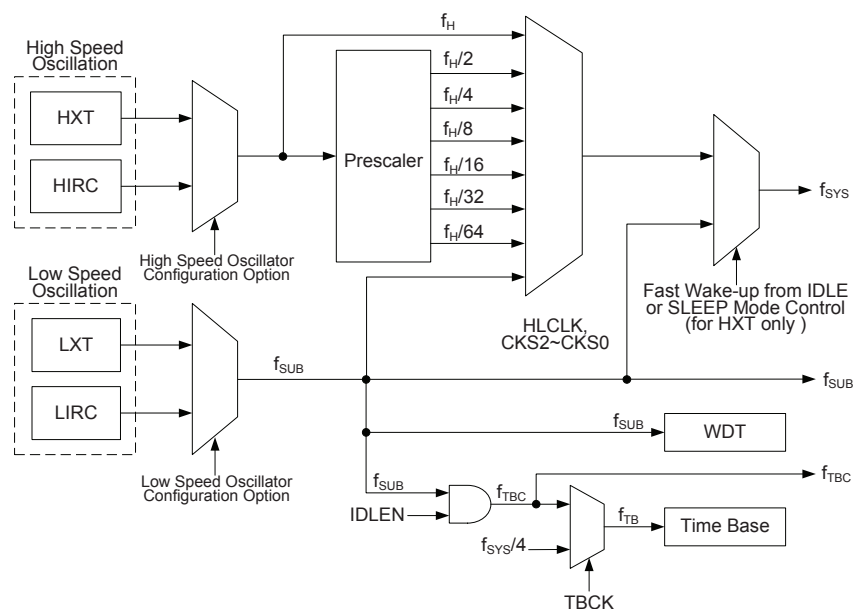 High Speed
Oscillation
HXT
HIRC
High Speed Oscillator
Configuration Option
Low Speed
Oscillation
LXT
LIRC
Low Speed Oscillator
Configuration Option
fH
Prescaler
fH/2
fH/4
fH/8
fH/16
fH/32
fH/64
HLCLK,
CKS2~CKS0
fSYS
Fast Wake-up from IDLE
or SLEEP Mode Control
(for HXT only )
fSUB
fSUB
fSUB
WDT
fSUB
IDLEN
fTBC
fTBC
fSYS/4
fTB
Time Base
TBCK